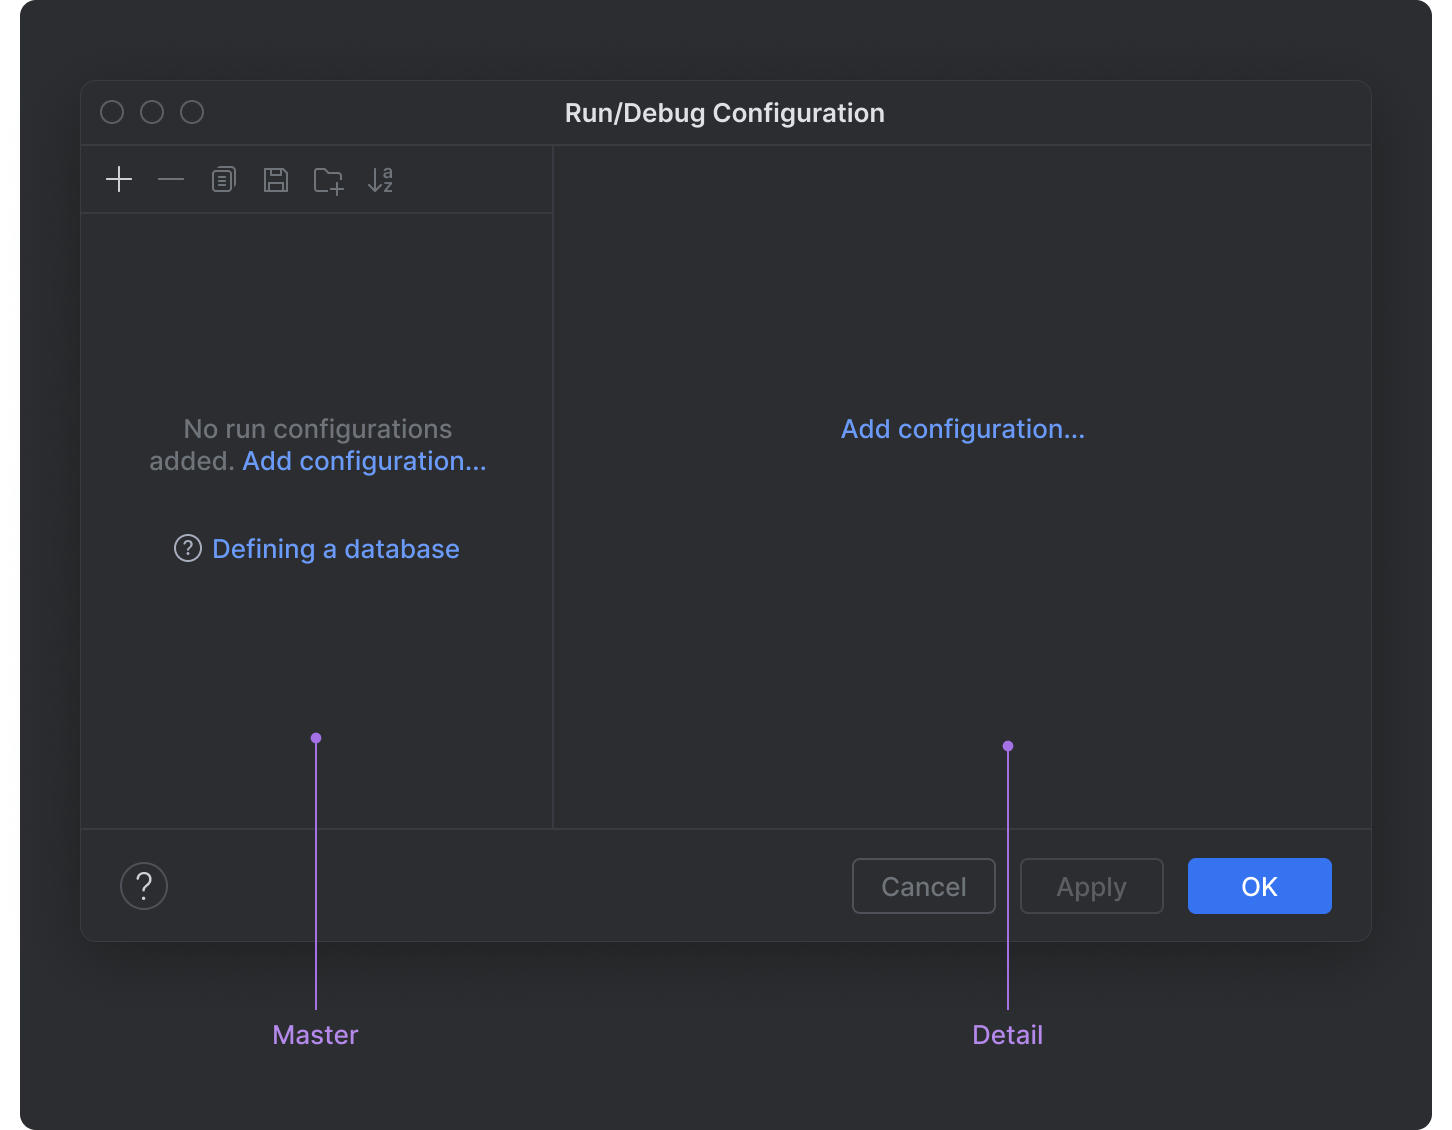 Run/Debug Configuration
a
z
No run configurations
added. Add configuration...
Add configuration...
? Defining a database
?
Cancel
Apply
OK
Master
Detail